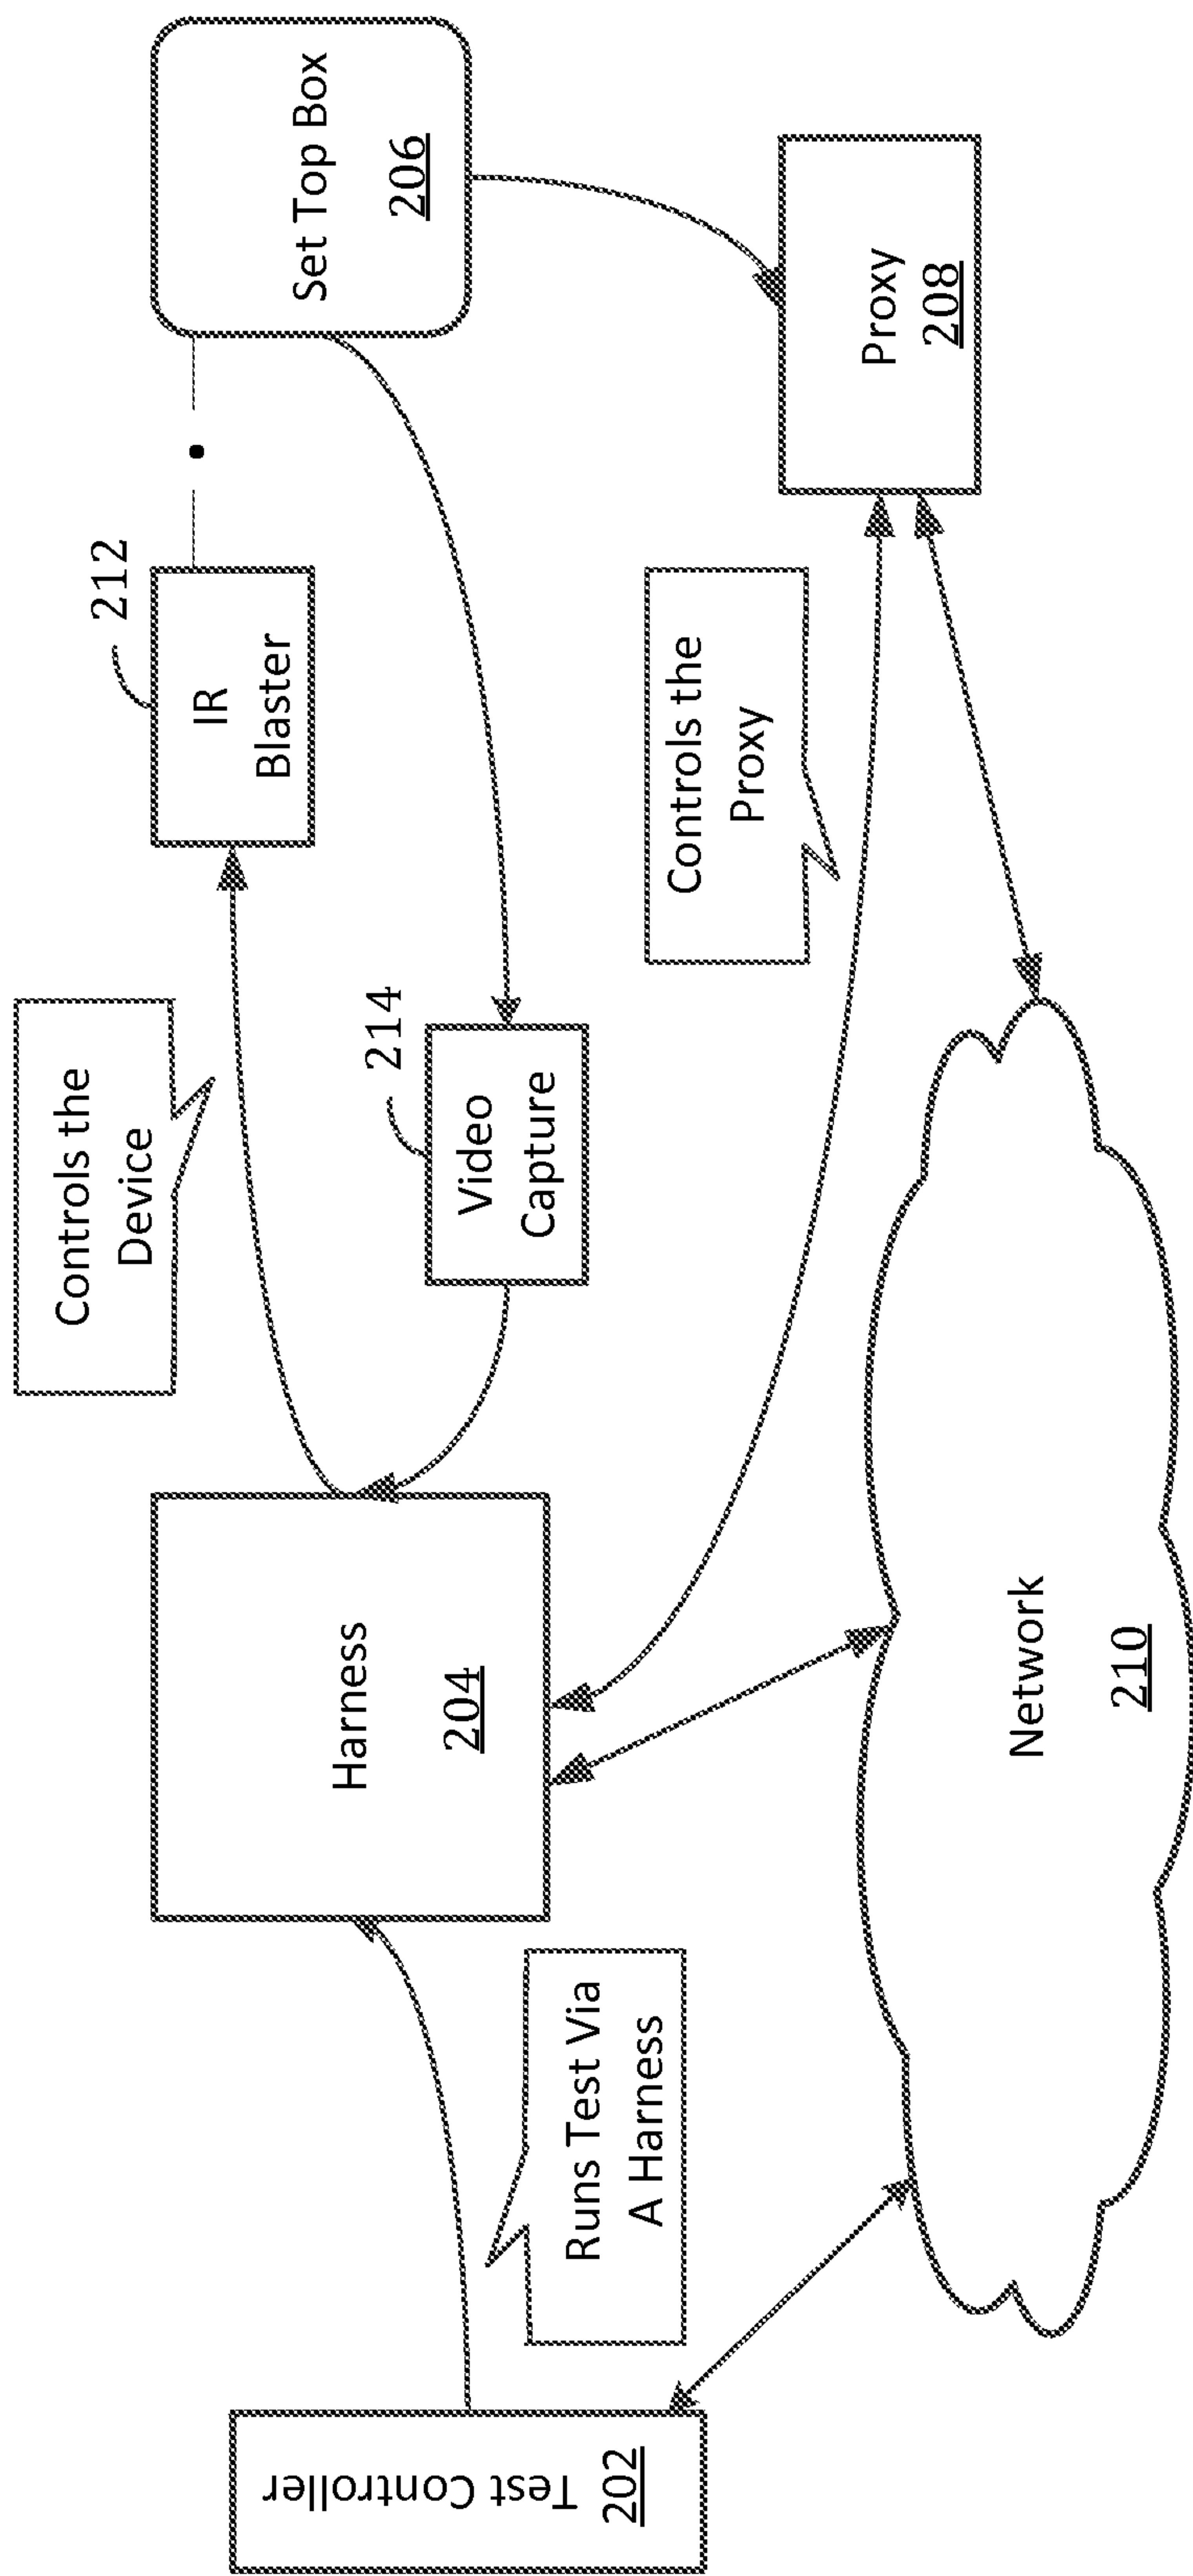 Test Controller
202
Runs Test Via
A Harness
Harness
204
Controls the
Device
212
IR
Blaster
214
Video
Capture
Set Top Box
206
Controls the
Proxy
Proxy
208
Network
210